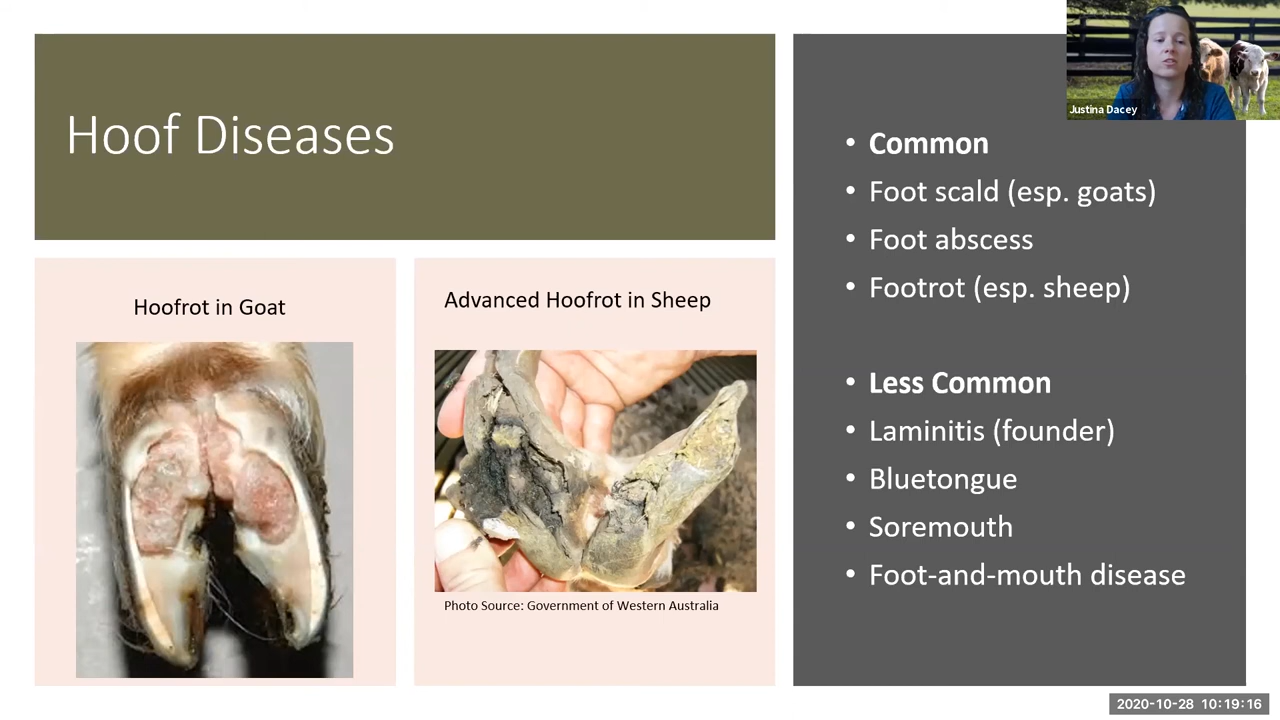 Hoof Diseases
Hoofrot in Goat
Advanced Hoofrot in Sheep
Photo Source: Government of Western Australia
• Common
• Foot scald (esp. goats)
• Foot abscess
• Footrot (esp. sheep)
• Less Common
• Laminitis (founder)
• Bluetongue
• Soremouth
• Foot-and-mouth disease
Justina Dacey
2020-10-28 10:19:16